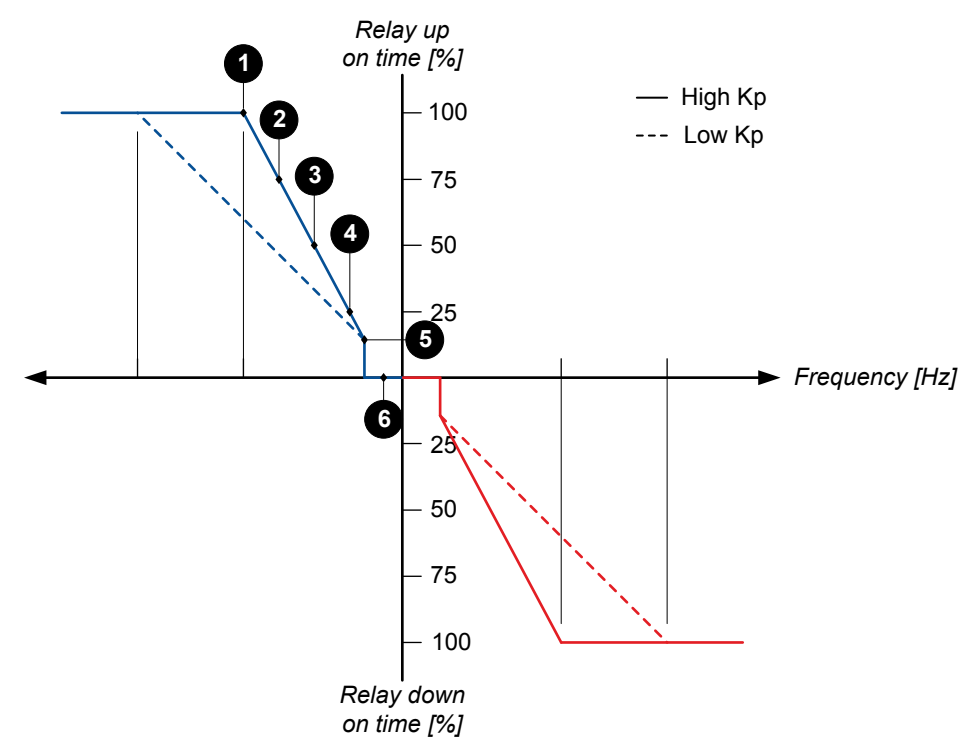 Relay up
on time [%]
1
2
3
4
5
6
100
75
50
25
High Kp
Low Kp
Frequency [Hz]
25
50
75
100
Relay down
on time [%]